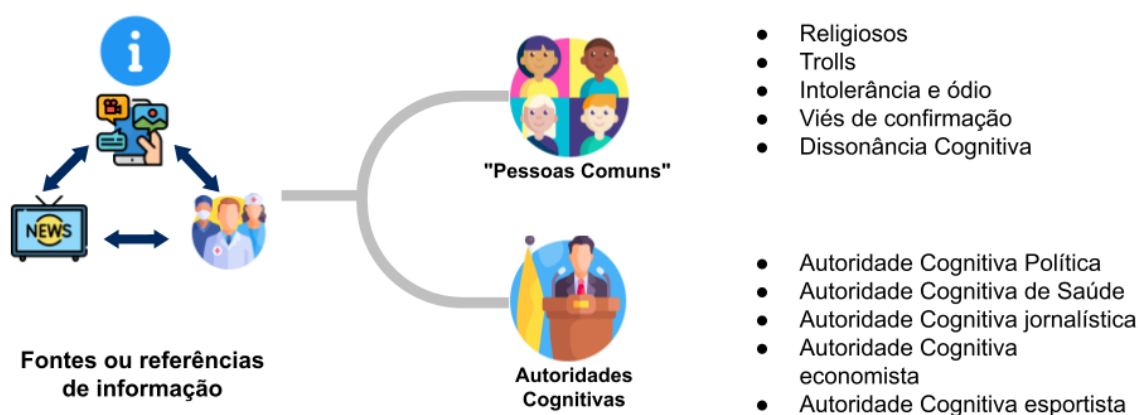 i
NEWS
Fontes ou referências
de informação
"Pessoas Comuns"
● Religiosos
● Trolls
● Intolerância e ódio
● Viés de confirmação
● Dissonância Cognitiva
Autoridades
Cognitivas
● Autoridade Cognitiva Política
● Autoridade Cognitiva de Saúde
● Autoridade Cognitiva jornalística
● Autoridade Cognitiva
economista
● Autoridade Cognitiva esportista